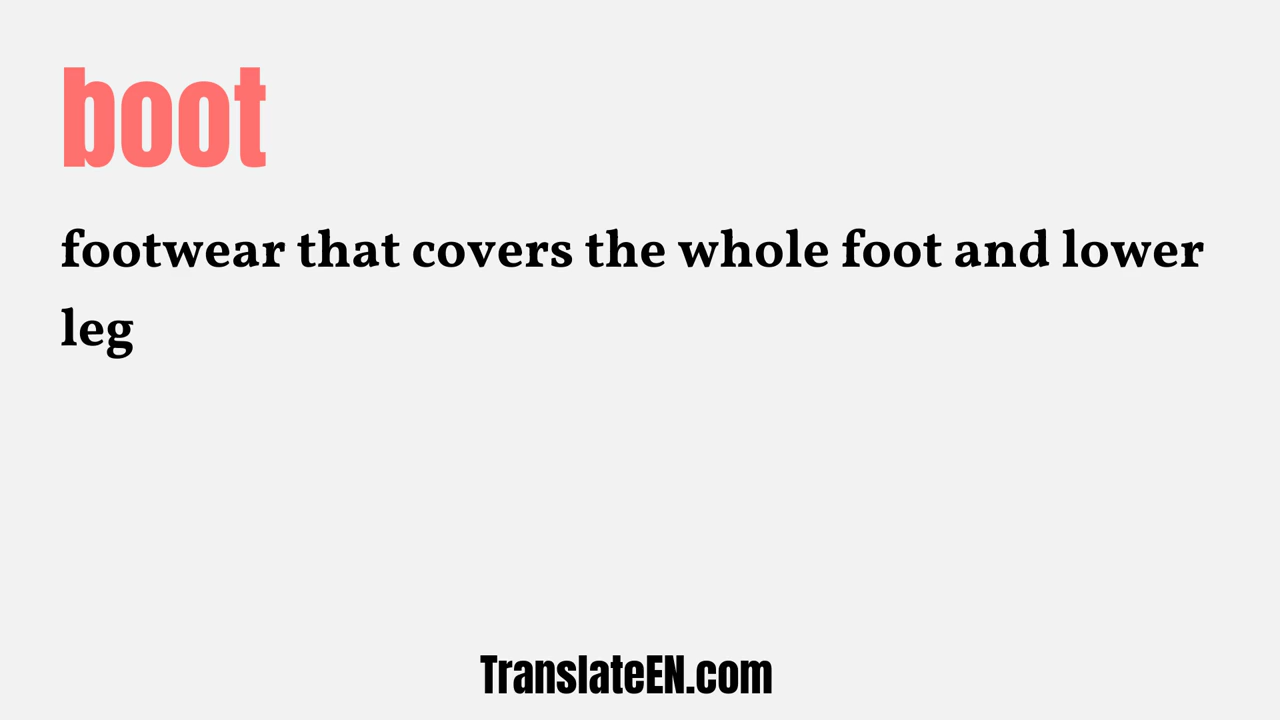 boot
footwear that covers the whole foot and lower
leg
TranslateEN.com